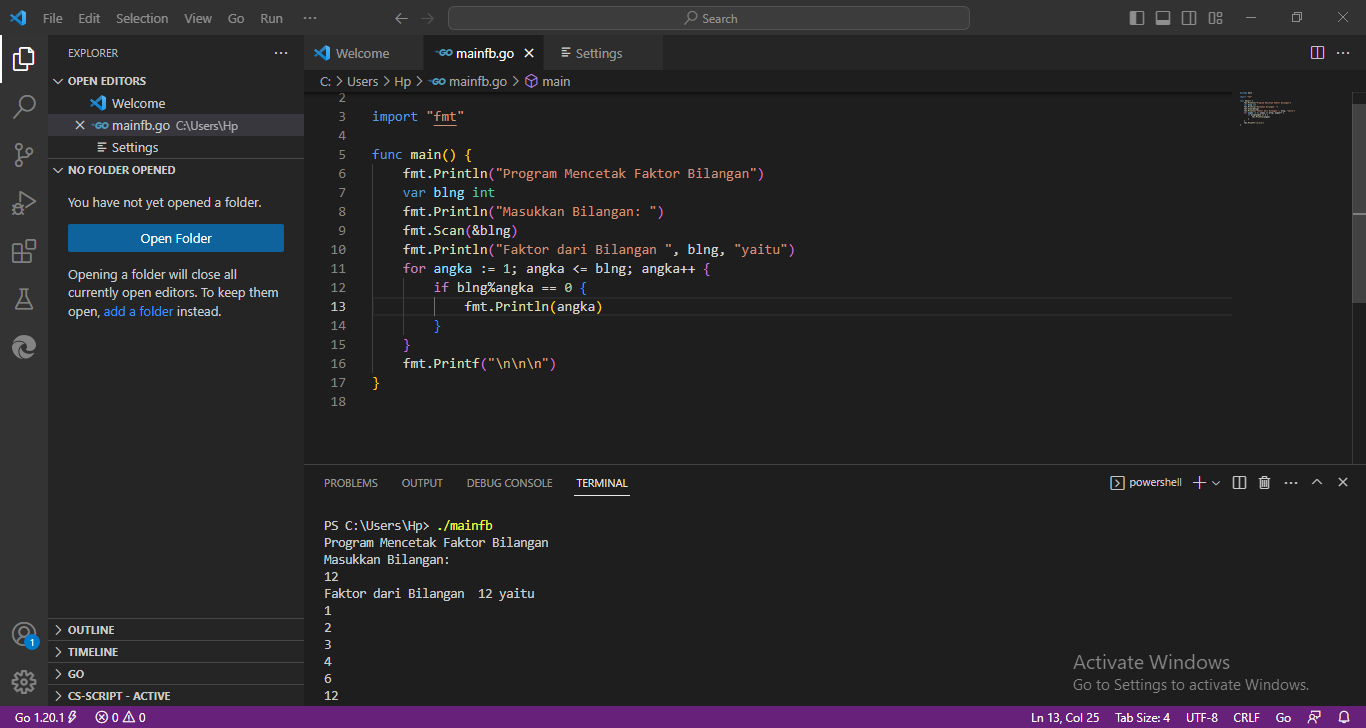 File Edit Selection View Go Run ···
Search
EXPLORER ···
OPEN EDITORS
Welcome
mainfb.go C:\Users\Hp
Settings
NO FOLDER OPENED
You have not yet opened a folder.
Open Folder
Opening a folder will close all
currently open editors. To keep them
open, add a folder instead.
OUTLINE
TIMELINE
GO
CS-SCRIPT - ACTIVE
Welcome mainfb.go Settings
C: > Users > Hp > mainfb.go > main
2
3 import "fmt"
4
5 func main() {
6 fmt.Println("Program Mencetak Faktor Bilangan")
7 var blng int
8 fmt.Println("Masukkan Bilangan: ")
9 fmt.Scan(&blng)
10 fmt.Println("Faktor dari Bilangan ", blng, "yaitu")
11 for angka := 1; angka <= blng; angka++ {
12 if blng%angka == 0 {
13 fmt.Println(angka)
14 }
15 }
16 fmt.Printf("\n\n\n")
17 }
18
PROBLEMS OUTPUT DEBUG CONSOLE TERMINAL
powershell
PS C:\Users\Hp> ./mainfb
Program Mencetak Faktor Bilangan
Masukkan Bilangan:
12
Faktor dari Bilangan  12 yaitu
1
2
3
4
6
12
Activate Windows
Go to Settings to activate Windows.
1
Go 1.20.1 0 0
Ln 13, Col 25 Tab Size: 4 UTF-8 CRLF Go